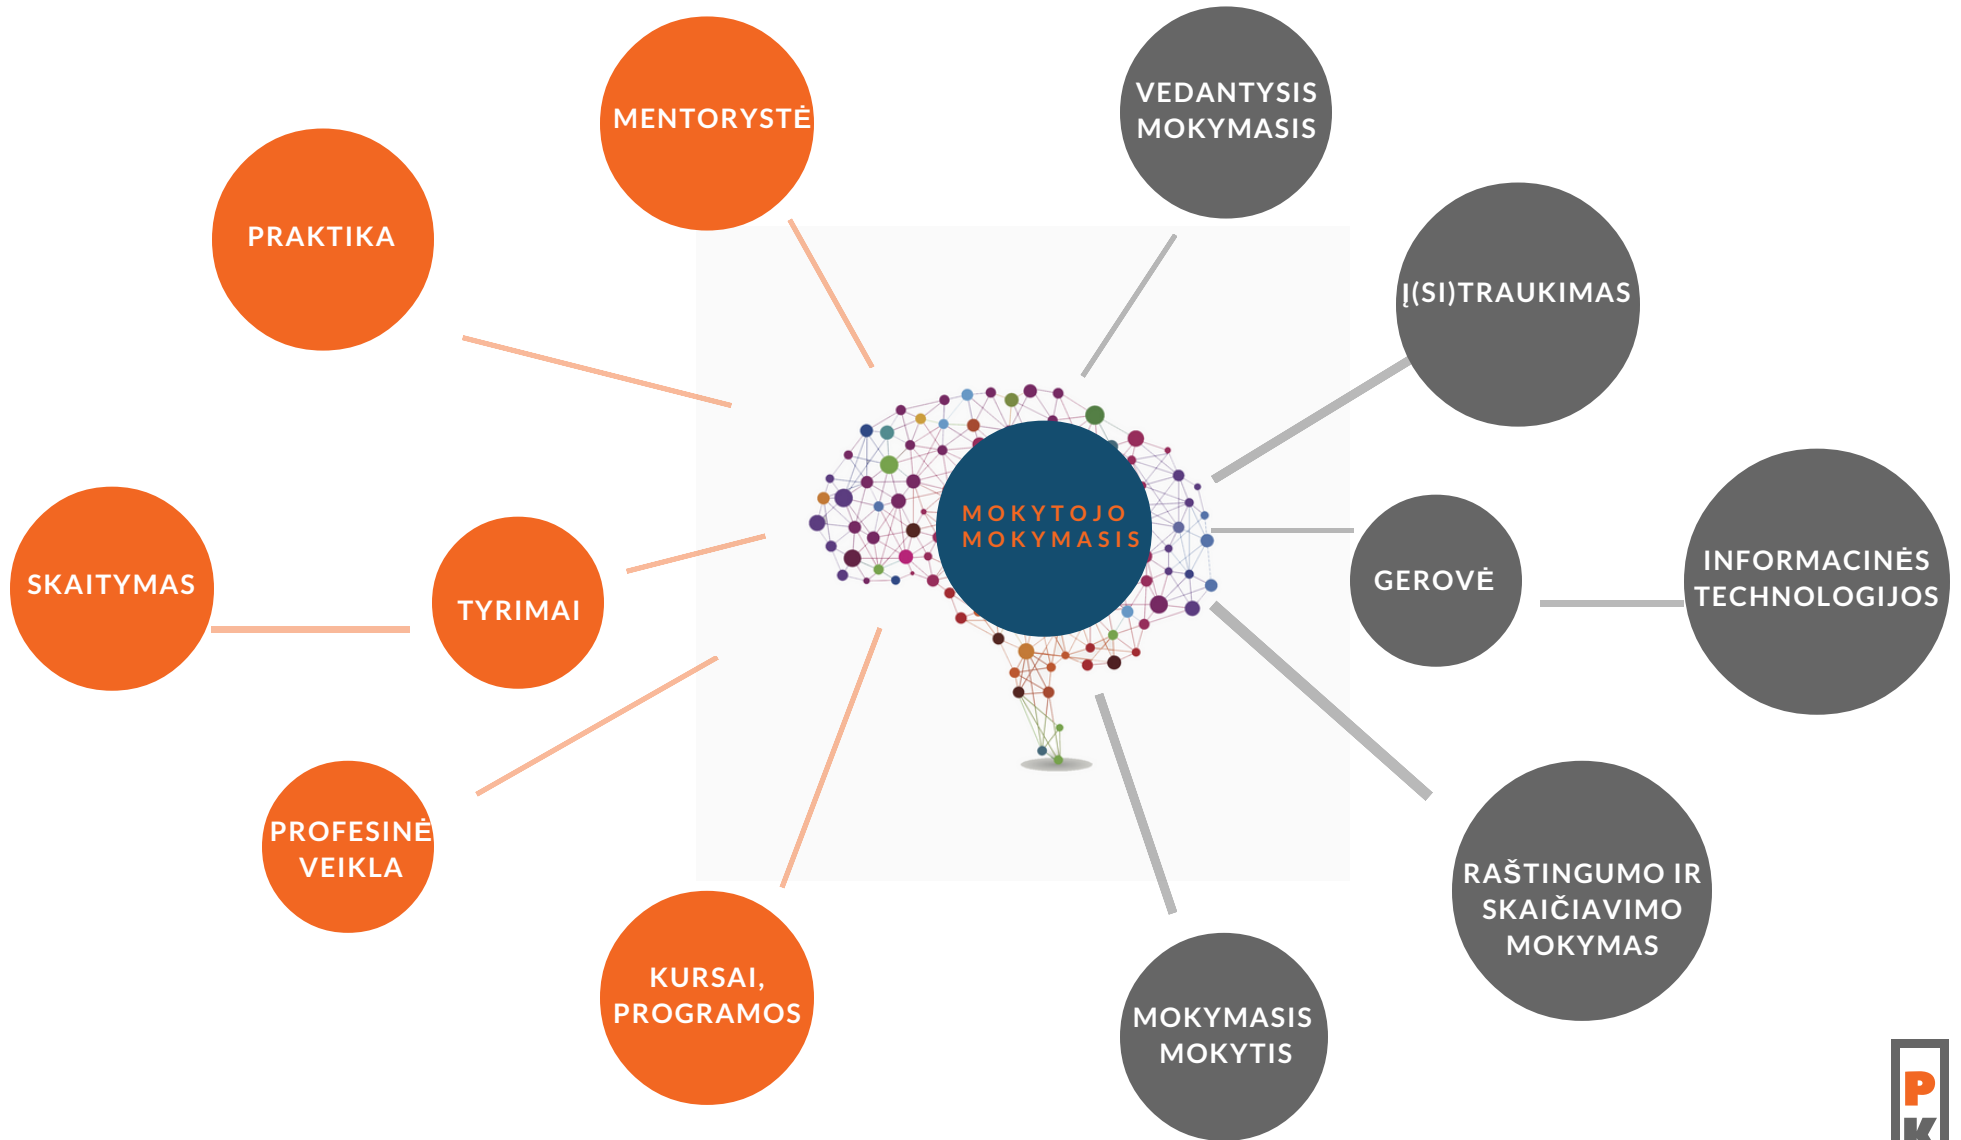 MENTORYSTĖ
VEDANTYSIS
MOKYMASIS
PRAKTIKA
Į(SI)TRAUKIMAS
MOKYTOJO
MOKYMASIS
SKAITYMAS
TYRIMAI
GEROVĖ
INFORMACINĖS
TECHNOLOGIJOS
PROFESINĖ
VEIKLA
RAŠTINGUMO IR
SKAIČIAVIMO
MOKYMAS
KURSAI,
PROGRAMOS
MOKYMASIS
MOKYTIS
P
K